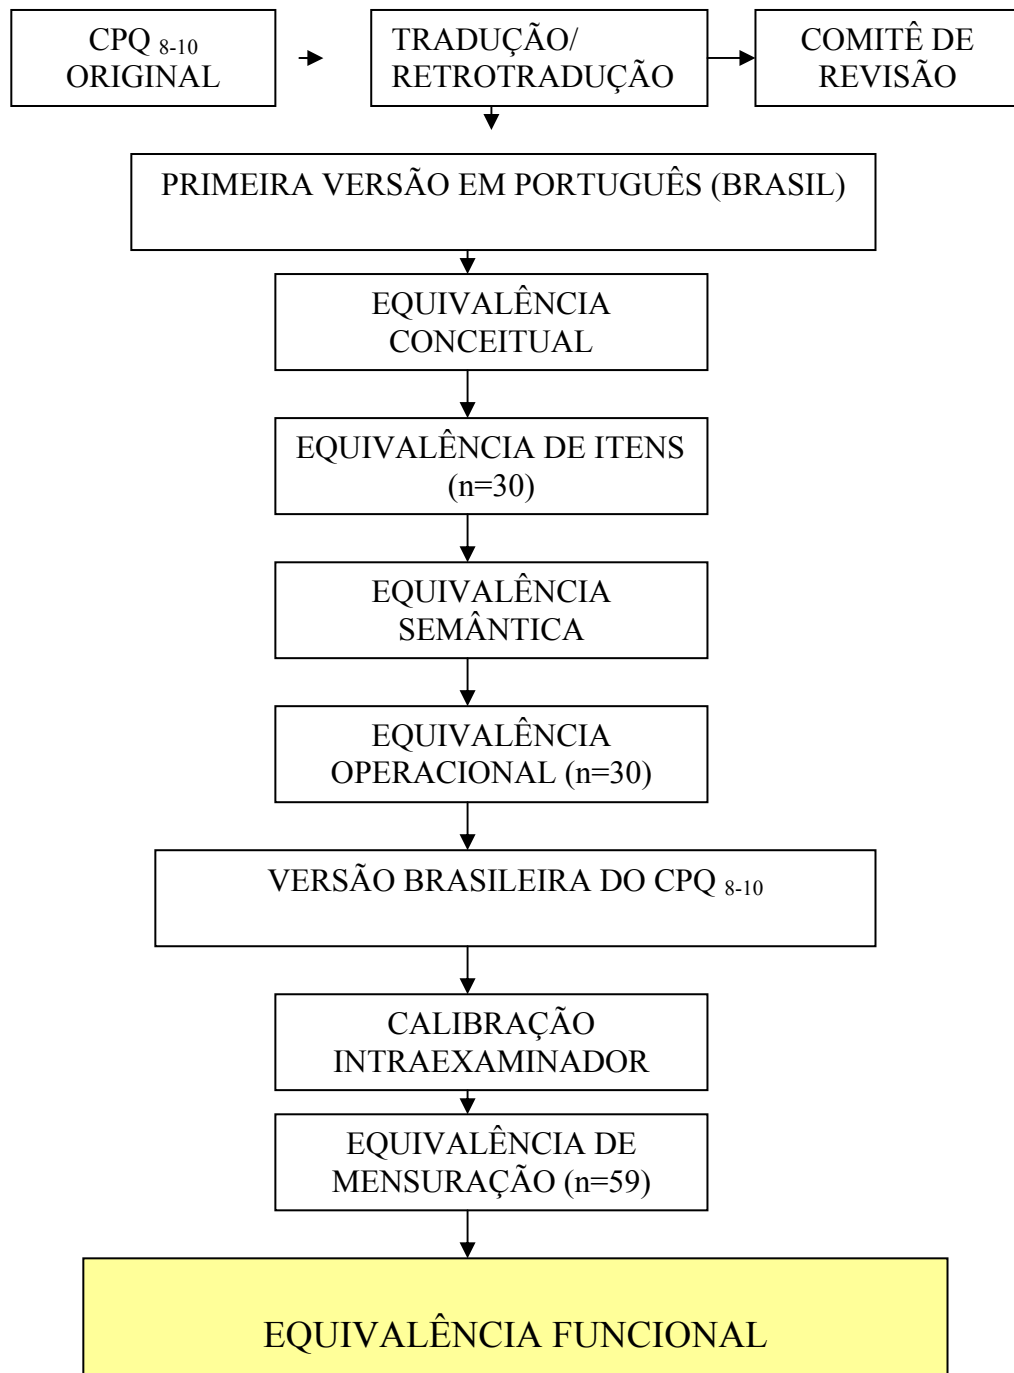 CPQ 8-10
ORIGINAL
TRADUÇÃO/
RETROTRADUÇÃO
COMITÊ DE
REVISÃO
PRIMEIRA VERSÃO EM PORTUGUÊS (BRASIL)
EQUIVALÊNCIA
CONCEITUAL
EQUIVALÊNCIA DE ITENS
(n=30)
EQUIVALÊNCIA
SEMÂNTICA
EQUIVALÊNCIA
OPERACIONAL (n=30)
VERSÃO BRASILEIRA DO CPQ 8-10
CALIBRAÇÃO
INTRAEXAMINADOR
EQUIVALÊNCIA DE
MENSURAÇÃO (n=59)
EQUIVALÊNCIA FUNCIONAL